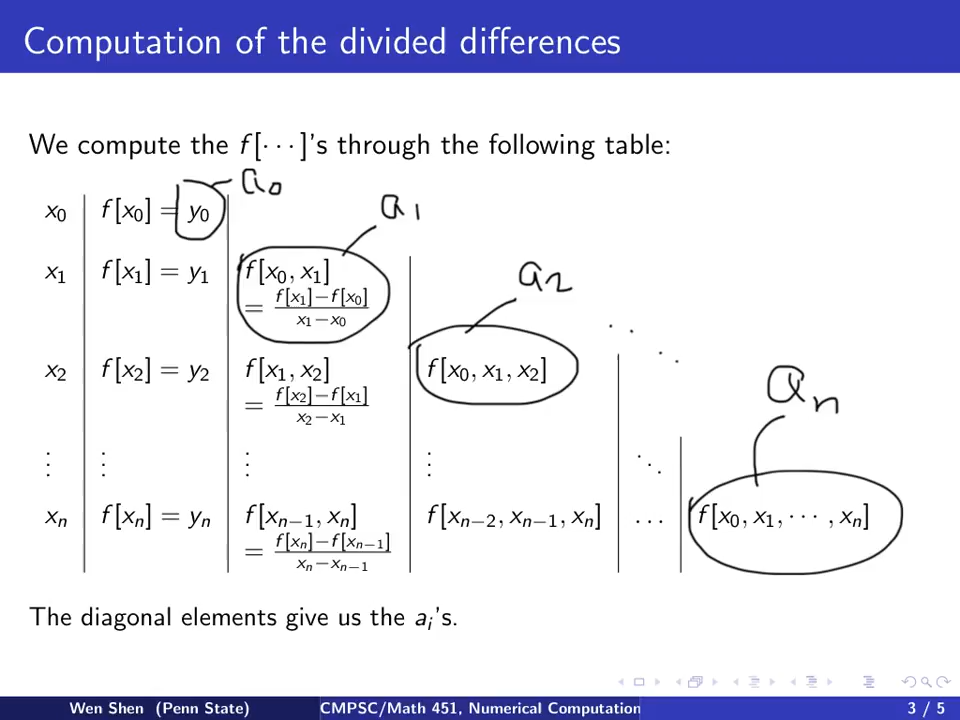 Computation of the divided differences
We compute the f[· · · ]'s through the following table:
a₀
x₀ f[x₀] = y₀
a₁
x₁ f[x₁] = y₁ f[x₀, x₁]
= f[x₁]−f[x₀] / x₁−x₀
a₂
x₂ f[x₂] = y₂ f[x₁, x₂] f[x₀, x₁, x₂]
= f[x₂]−f[x₁] / x₂−x₁
aₙ
⋮ ⋮ ⋮ ⋮ ⋱
xₙ f[xₙ] = yₙ f[xₙ₋₁, xₙ] f[xₙ₋₂, xₙ₋₁, xₙ] . . . f[x₀, x₁, · · · , xₙ]
= f[xₙ]−f[xₙ₋₁] / xₙ−xₙ₋₁
The diagonal elements give us the aᵢ's.
Wen Shen (Penn State) CMPSC/Math 451, Numerical Computation 3 / 5